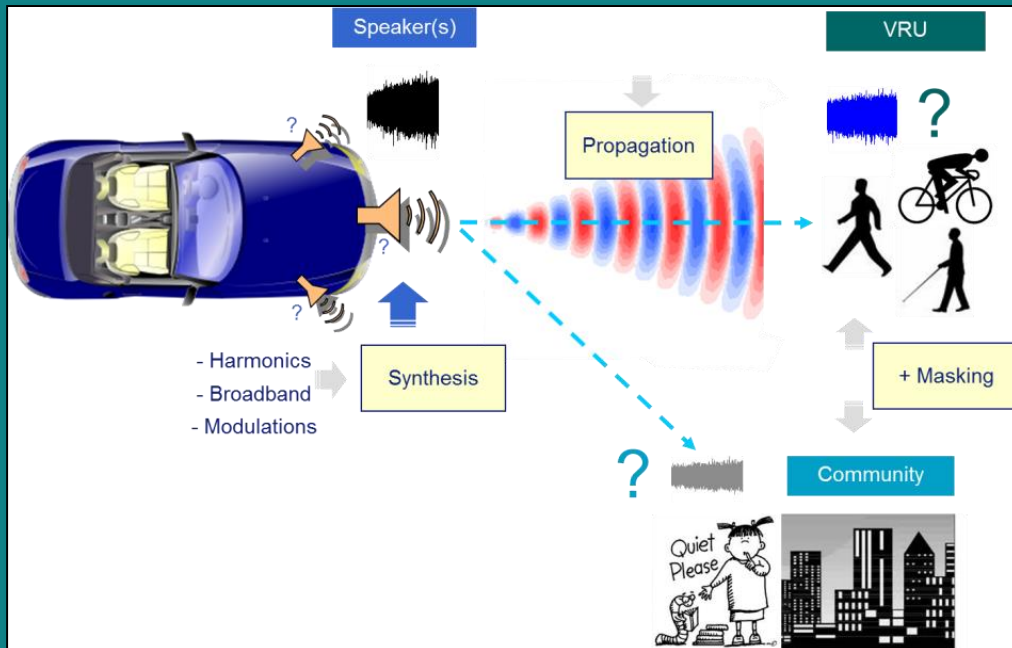 Speaker(s)
VRU
?
?
Propagation
?
?
- Harmonics
- Broadband
- Modulations
Synthesis
+ Masking
?
Community
Quiet
Please